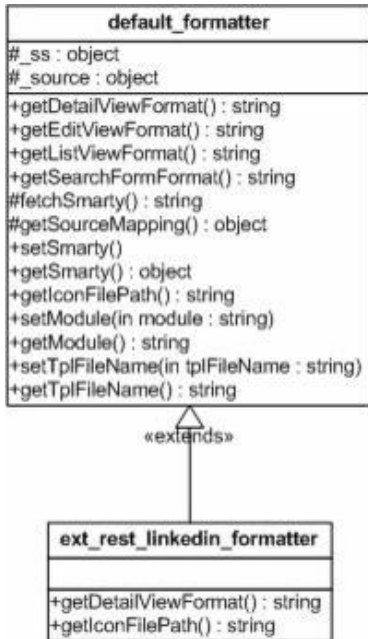 default_formatter
#_ss : object
#_source : object
+getDetailViewFormat() : string
+getEditViewFormat() : string
+getListViewFormat() : string
+getSearchFormFormat() : string
#fetchSmarty() : string
#getSourceMapping() : object
+setSmarty()
+getSmarty() : object
+getIconFilePath() : string
+setModule(in module : string)
+getModule() : string
+setTplFileName(in tplFileName : string)
+getTplFileName() : string
«extends»
ext_rest_linkedin_formatter
+getDetailViewFormat() : string
+getIconFilePath() : string